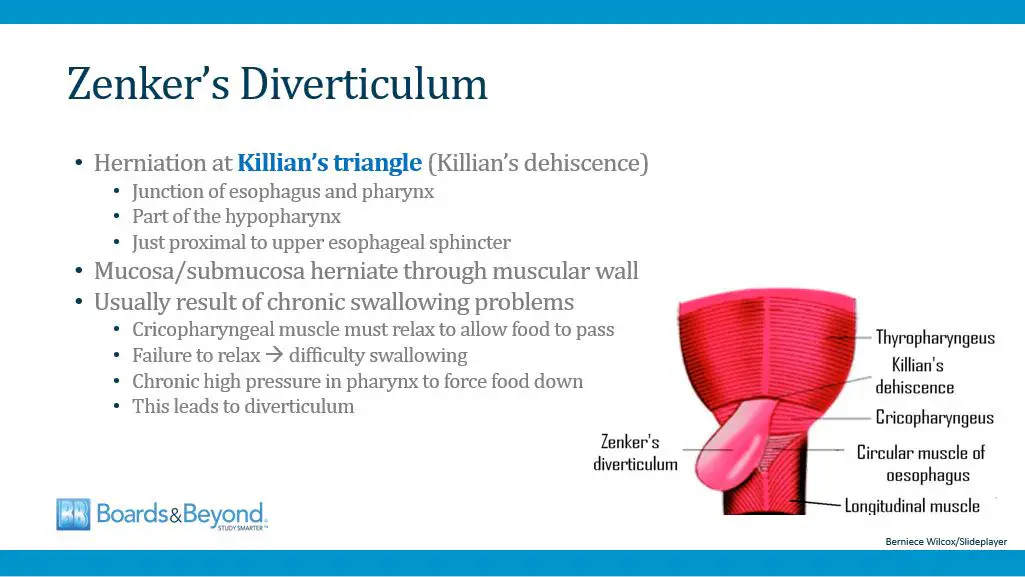 Zenker’s Diverticulum
• Herniation at Killian’s triangle (Killian’s dehiscence)
• Junction of esophagus and pharynx
• Part of the hypopharynx
• Just proximal to upper esophageal sphincter
• Mucosa/submucosa herniate through muscular wall
• Usually result of chronic swallowing problems
• Cricopharyngeal muscle must relax to allow food to pass
• Failure to relax → difficulty swallowing
• Chronic high pressure in pharynx to force food down
• This leads to diverticulum
Thyropharyngeus
Killian's
dehiscence
Cricopharyngeus
Zenker's
diverticulum
Circular muscle of
oesophagus
Longitudinal muscle
BB Boards&Beyond.
STUDY SMARTER™
Berniece Wilcox/Slideplayer